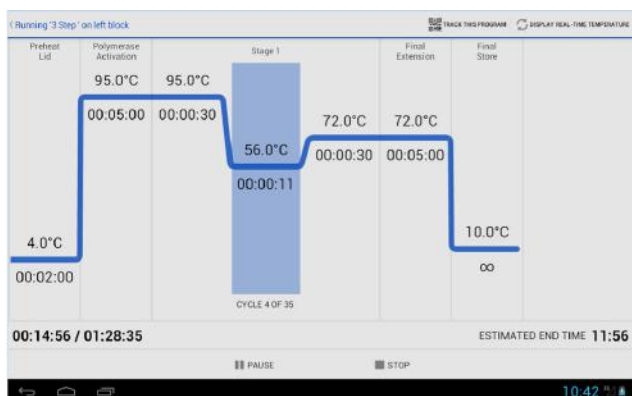 Running '3 Step' on left block
TRACK THIS PROGRAM
DISPLAY REAL-TIME TEMPERATURE
Preheat Lid
Polymerase Activation
Stage 1
Final Extension
Final Store
95.0°C
95.0°C
00:05:00
00:00:30
56.0°C
00:00:11
72.0°C
72.0°C
00:00:30
00:05:00
4.0°C
00:02:00
10.0°C
∞
CYCLE 4 OF 35
00:14:56 / 01:28:35
ESTIMATED END TIME 11:56
PAUSE
STOP
10:42